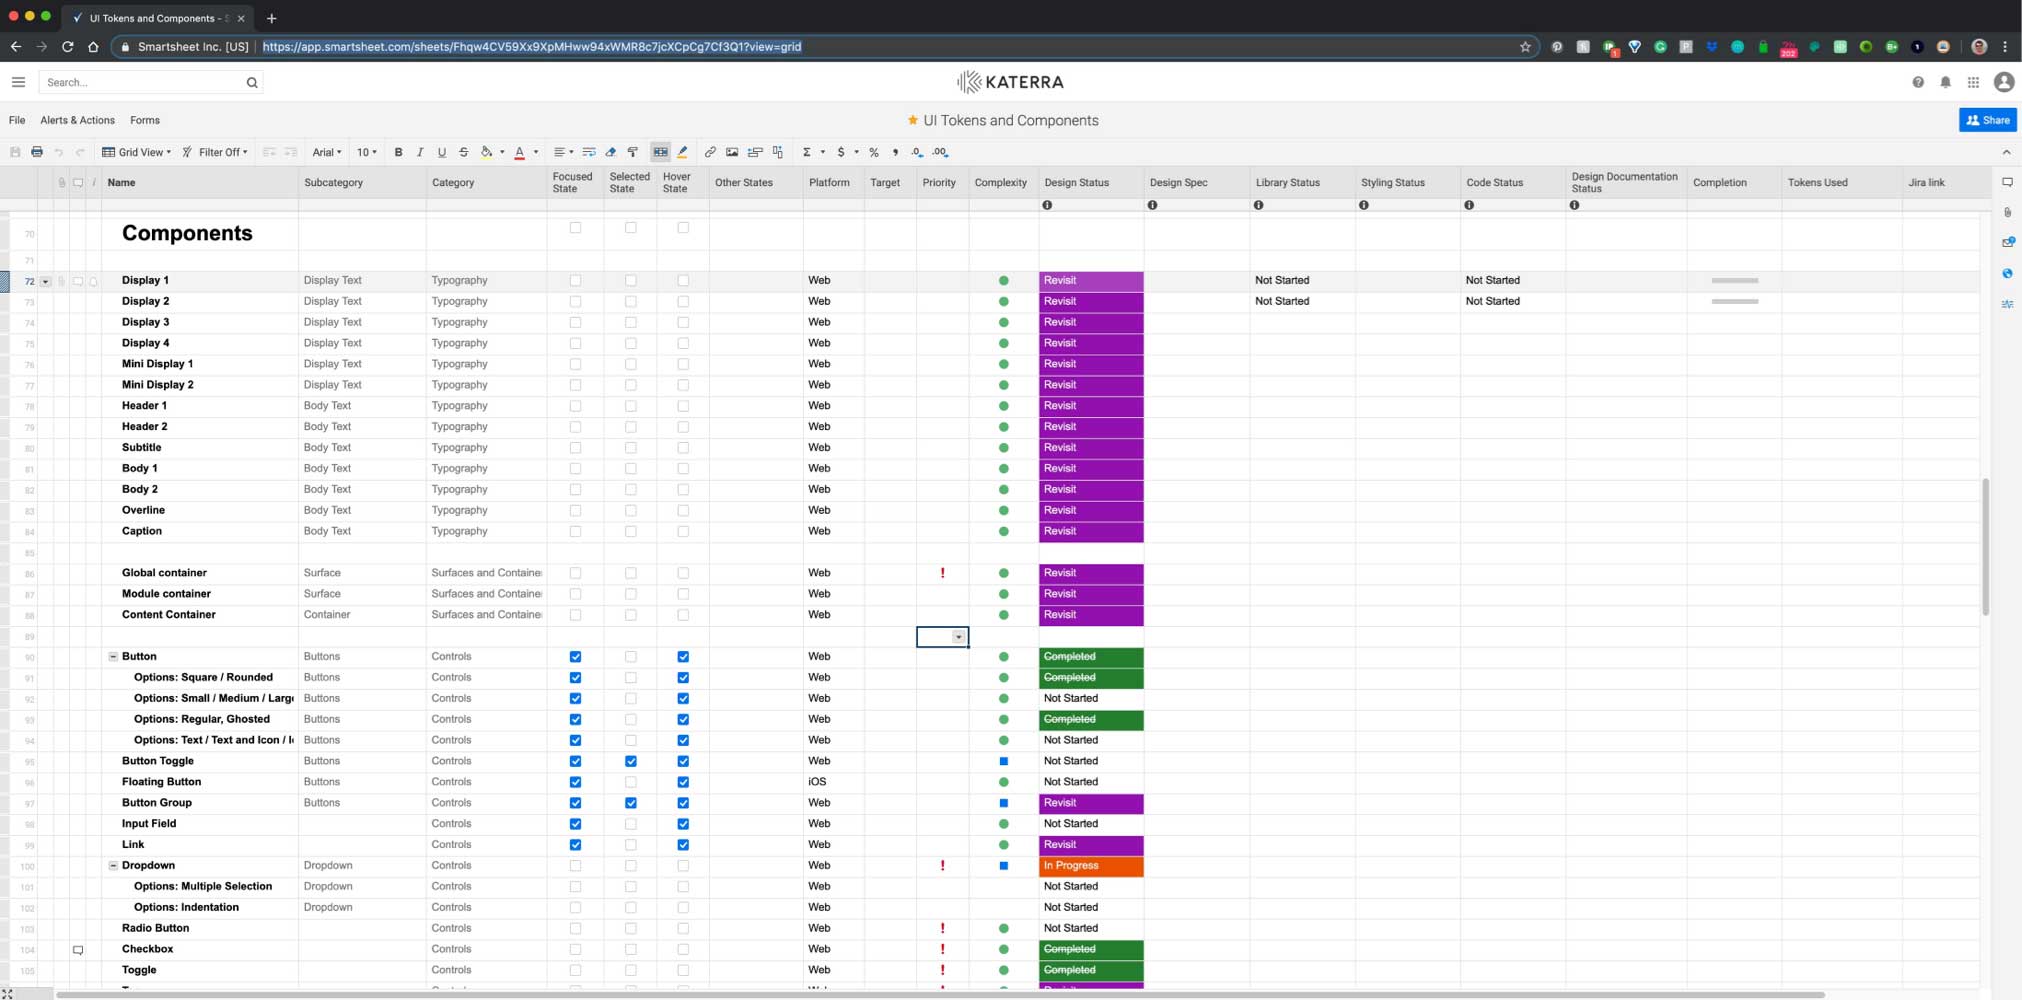 UI Tokens and Components - S
Smartsheet Inc. [US] | https://app.smartsheet.com/sheets/Fhqw4CV59Xx9XpMHww94xWMR8c7jcXCpCg7Cf3Q1?view=grid
Search...
KATERRA
File Alerts & Actions Forms
UI Tokens and Components
Share
Grid View Filter Off Arial 10 B I U S A Σ $ % .0 .00
Name Subcategory Category Focused State Selected State Hover State Other States Platform Target Priority Complexity Design Status Design Spec Library Status Styling Status Code Status Design Documentation Status Completion Tokens Used Jira link
70 Components
71
72 Display 1 Display Text Typography Web Revisit Not Started Not Started
73 Display 2 Display Text Typography Web Revisit Not Started Not Started
74 Display 3 Display Text Typography Web Revisit
75 Display 4 Display Text Typography Web Revisit
76 Mini Display 1 Display Text Typography Web Revisit
77 Mini Display 2 Display Text Typography Web Revisit
78 Header 1 Body Text Typography Web Revisit
79 Header 2 Body Text Typography Web Revisit
80 Subtitle Body Text Typography Web Revisit
81 Body 1 Body Text Typography Web Revisit
82 Body 2 Body Text Typography Web Revisit
83 Overline Body Text Typography Web Revisit
84 Caption Body Text Typography Web Revisit
85
86 Global container Surface Surfaces and Container Web ! Revisit
87 Module container Surface Surfaces and Container Web Revisit
88 Content Container Container Surfaces and Container Web Revisit
89
90 Button Buttons Controls Web Completed
91 Options: Square / Rounded Buttons Controls Web Completed
92 Options: Small / Medium / Large Buttons Controls Web Not Started
93 Options: Regular, Ghosted Buttons Controls Web Completed
94 Options: Text / Text and Icon / I Buttons Controls Web Not Started
95 Button Toggle Buttons Controls Web Not Started
96 Floating Button Buttons Controls iOS Not Started
97 Button Group Buttons Controls Web Revisit
98 Input Field Controls Web Not Started
99 Link Controls Web Revisit
100 Dropdown Dropdown Controls Web ! In Progress
101 Options: Multiple Selection Dropdown Controls Web Not Started
102 Options: Indentation Dropdown Controls Web Not Started
103 Radio Button Controls Web ! Not Started
104 Checkbox Controls Web ! Completed
105 Toggle Controls Web ! Completed